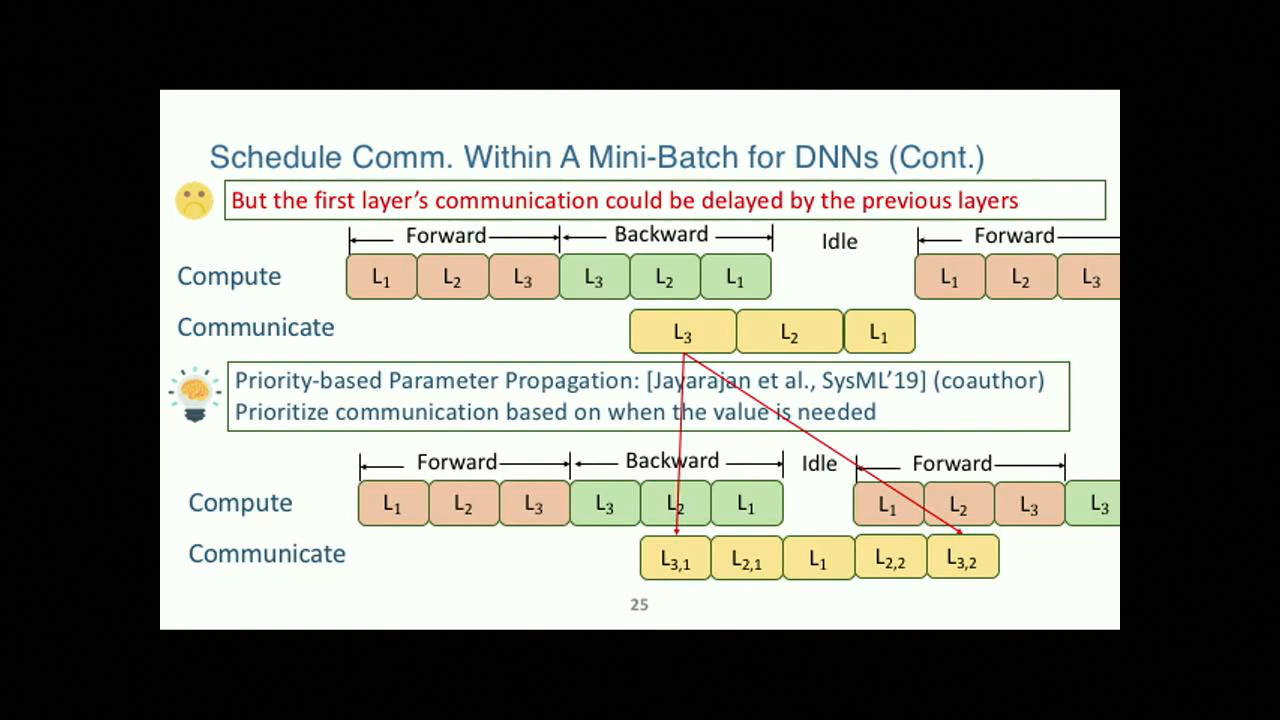 Schedule Comm. Within A Mini-Batch for DNNs (Cont.)
But the first layer's communication could be delayed by the previous layers
Forward Backward Idle Forward
Compute L1 L2 L3 L3 L2 L1 L1 L2 L3
Communicate L3 L2 L1
Priority-based Parameter Propagation: [Jayarajan et al., SysML'19] (coauthor)
Prioritize communication based on when the value is needed
Forward Backward Idle Forward
Compute L1 L2 L3 L3 L2 L1 L1 L2 L3 L3
Communicate L3,1 L2,1 L1 L2,2 L3,2
25